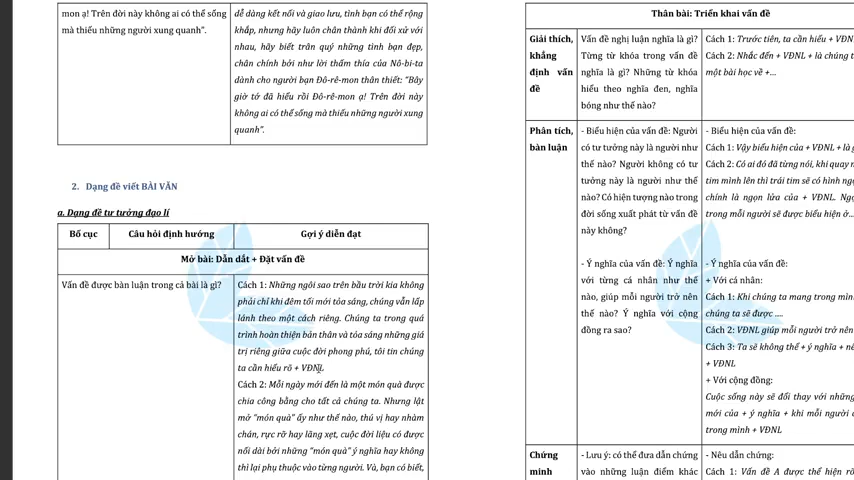 mon ạ! Trên đời này không ai có thể sống
mà thiếu những người xung quanh”.
dễ dàng kết nối và giao lưu, tình bạn có thể rộng
khắp, nhưng hãy luôn chân thành khi đối xử với
nhau, hãy biết trân quý những tình bạn đẹp,
chân chính bởi như lời thấm thía của Nô-bi-ta
dành cho người bạn Đô-rê-mon thân thiết: “Bây
giờ tớ đã hiểu rồi Đô-rê-mon ạ! Trên đời này
không ai có thể sống mà thiếu những người xung
quanh”.
2. Dạng đề viết BÀI VĂN
a. Dạng đề tư tưởng đạo lí
Bố cục
Câu hỏi định hướng
Gợi ý diễn đạt
Mở bài: Dẫn dắt + Đặt vấn đề
Vấn đề được bàn luận trong cả bài là gì?
Cách 1: Những ngôi sao trên bầu trời kia không
phải chỉ khi đêm tối mới tỏa sáng, chúng vẫn lấp
lánh theo một cách riêng. Chúng ta trong quá
trình hoàn thiện bản thân và tỏa sáng những giá
trị riêng giữa cuộc đời phong phú, tôi tin chúng
ta cần hiểu rõ + VĐNL
Cách 2: Mỗi ngày mới đến là một món quà được
chia công bằng cho tất cả chúng ta. Nhưng lật
mở “món quà” ấy như thế nào, thú vị hay nhàm
chán, rực rỡ hay lãng xẹt, cuộc đời liệu có được
nối dài bởi những “món quà” ý nghĩa hay không
thì lại phụ thuộc vào từng người. Và, bạn có biết,
Thân bài: Triển khai vấn đề
Giải thích,
khẳng
định vấn
đề
Vấn đề nghị luận nghĩa là gì?
Từng từ khóa trong vấn đề
nghĩa là gì? Những từ khóa
hiểu theo nghĩa đen, nghĩa
bóng như thế nào?
Cách 1: Trước tiên, ta cần hiểu + VĐN
Cách 2: Nhắc đến + VĐNL + là chúng t
một bài học về +…
Phân tích,
bàn luận
- Biểu hiện của vấn đề: Người
có tư tưởng này là người như
thế nào? Người không có tư
tưởng này là người như thế
nào? Có hiện tượng nào trong
đời sống xuất phát từ vấn đề
này không?
- Ý nghĩa của vấn đề: Ý nghĩa
với từng cá nhân như thế
nào, giúp mỗi người trở nên
thế nào? Ý nghĩa với cộng
đồng ra sao?
- Biểu hiện của vấn đề:
Cách 1: Vậy biểu hiện của + VĐNL + là g
Cách 2: Có ai đó đã từng nói, khi quay n
tim mình lên thì trái tim sẽ có hình ngọ
chính là ngọn lửa của + VĐNL. Ngọ
trong mỗi người sẽ được biểu hiện ở...
- Ý nghĩa của vấn đề:
+ Với cá nhân:
Cách 1: Khi chúng ta mang trong mìn
chúng ta sẽ được ....
Cách 2: VĐNL giúp mỗi người trở nên
Cách 3: Ta sẽ không thể + ý nghĩa + nế
+ VĐNL
+ Với cộng đồng:
Cuộc sống này sẽ đổi thay với những
mới của + ý nghĩa + khi mỗi người c
trong mình + VĐNL
Chứng
minh
- Lưu ý: có thể đưa dẫn chứng
vào những luận điểm khác
- Nêu dẫn chứng:
Cách 1: Vấn đề A được thể hiện rõ